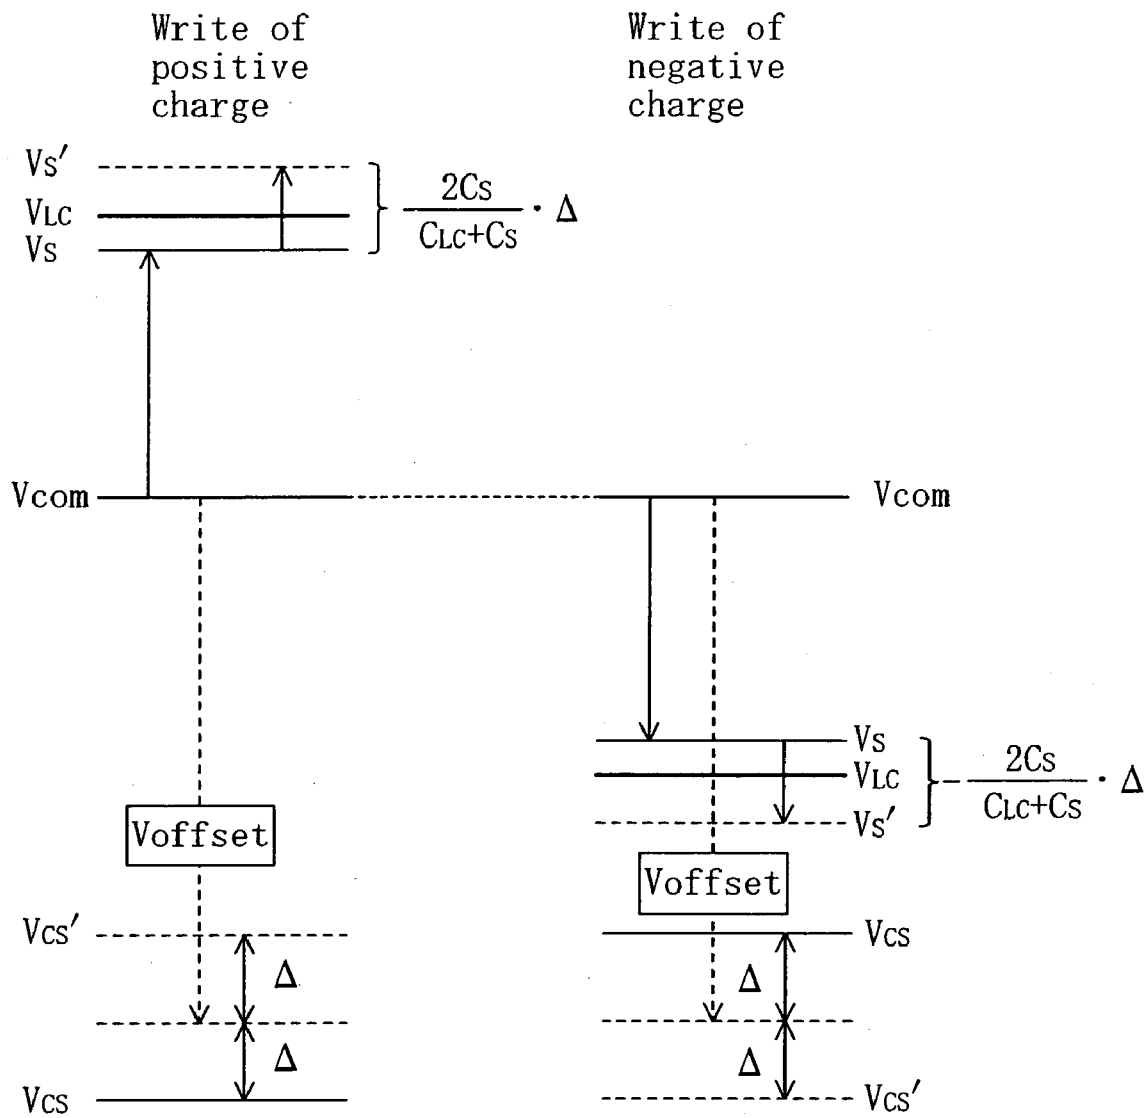 Write of
positive
charge
Write of
negative
charge
Vs′
VLC
Vs
2Cs
CLC+Cs
· Δ
Vcom
Vcom
Vs
VLC
Vs′
− 2Cs
CLC+Cs
· Δ
Voffset
Voffset
Vcs′
Vcs
Δ
Δ
Δ
Δ
Vcs
Vcs′